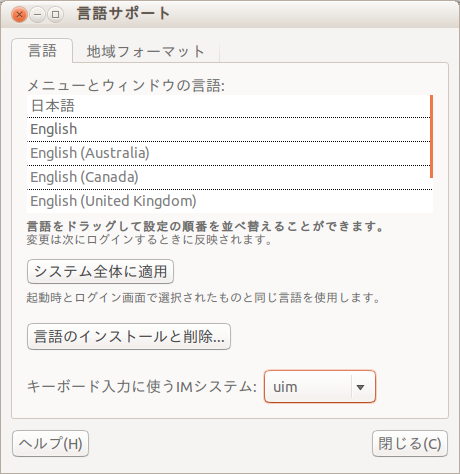 言語サポート
言語
地域フォーマット
メニューとウィンドウの言語:
日本語
English
English (Australia)
English (Canada)
English (United Kingdom)
言語をドラッグして設定の順番を並べ替えることができます。
変更は次にログインするときに反映されます。
システム全体に適用
起動時とログイン画面で選択されたものと同じ言語を使用します。
言語のインストールと削除...
キーボード入力に使うIMシステム: uim
ヘルプ(H)
閉じる(C)